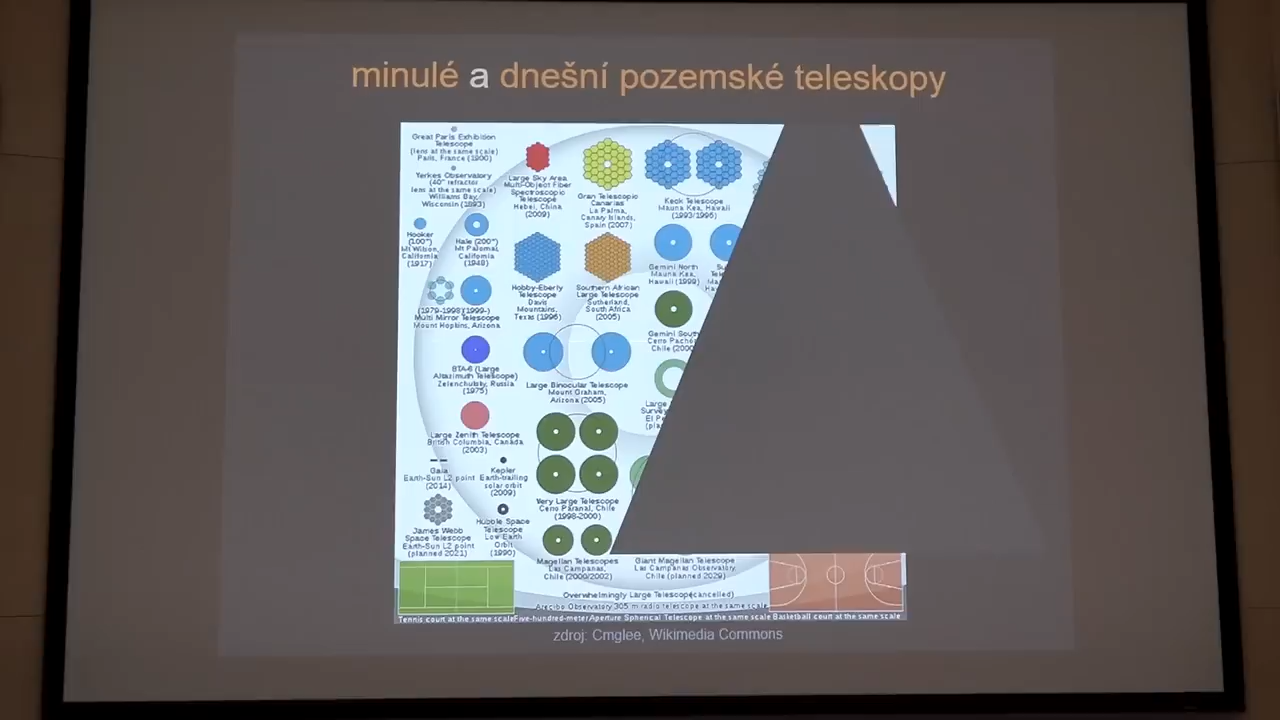 minulé a dnešní pozemské teleskopy
Great Paris Exhibition
Telescope
(lens at the same scale)
Paris, France (1900)
Yerkes Observatory
(40" refractor
lens at the same scale)
Williams Bay,
Wisconsin (1893)
Hooker
(100")
Mt Wilson,
California
(1917)
Hale (200")
Mt Palomar,
California
(1948)
(1979-1998)(1999-)
Multi Mirror Telescope
Mount Hopkins, Arizona
BTA-6 (Large
Altazimuth Telescope)
Zelenchuksky, Russia
(1975)
Large Zenith Telescope
British Columbia, Canada
(2003)
Gaia
Earth-Sun L2 point
(2014)
Kepler
Earth-trailing
solar orbit
(2009)
James Webb
Space Telescope
Earth-Sun L2 point
(planned 2021)
Hubble Space
Telescope
Low Earth
Orbit
(1990)
Large Sky Area
Multi-Object Fiber
Spectroscopic
Telescope
Hebei, China
(2009)
Gran Telescopio
Canarias
La Palma,
Canary Islands,
Spain (2007)
Keck Telescope
Mauna Kea, Hawaii
(1993/1996)
Hobby-Eberly
Telescope
Davis
Mountains,
Texas (1996)
Southern African
Large Telescope
Sutherland,
South Africa
(2005)
Gemini North
Mauna Kea,
Hawaii (1999)
Gemini South
Cerro Pachó
Chile (2000
Large Binocular Telescope
Mount Graham,
Arizona (2005)
Large
Survey
El Pe
(pla
Very Large Telescope
Cerro Paranal, Chile
(1998-2000)
Magellan Telescopes
Las Campanas,
Chile (2000/2002)
Giant Magellan Telescope
Las Campanas Observatory,
Chile (planned 2029)
Overwhelmingly Large Telescope(cancelled)
Arecibo Observatory 305 m radio telescope at the same scale
Tennis court at the same scale
Five-hundred-meter Aperture Spherical Telescope at the same scale
Basketball court at the same scale
zdroj: Cmglee, Wikimedia Commons